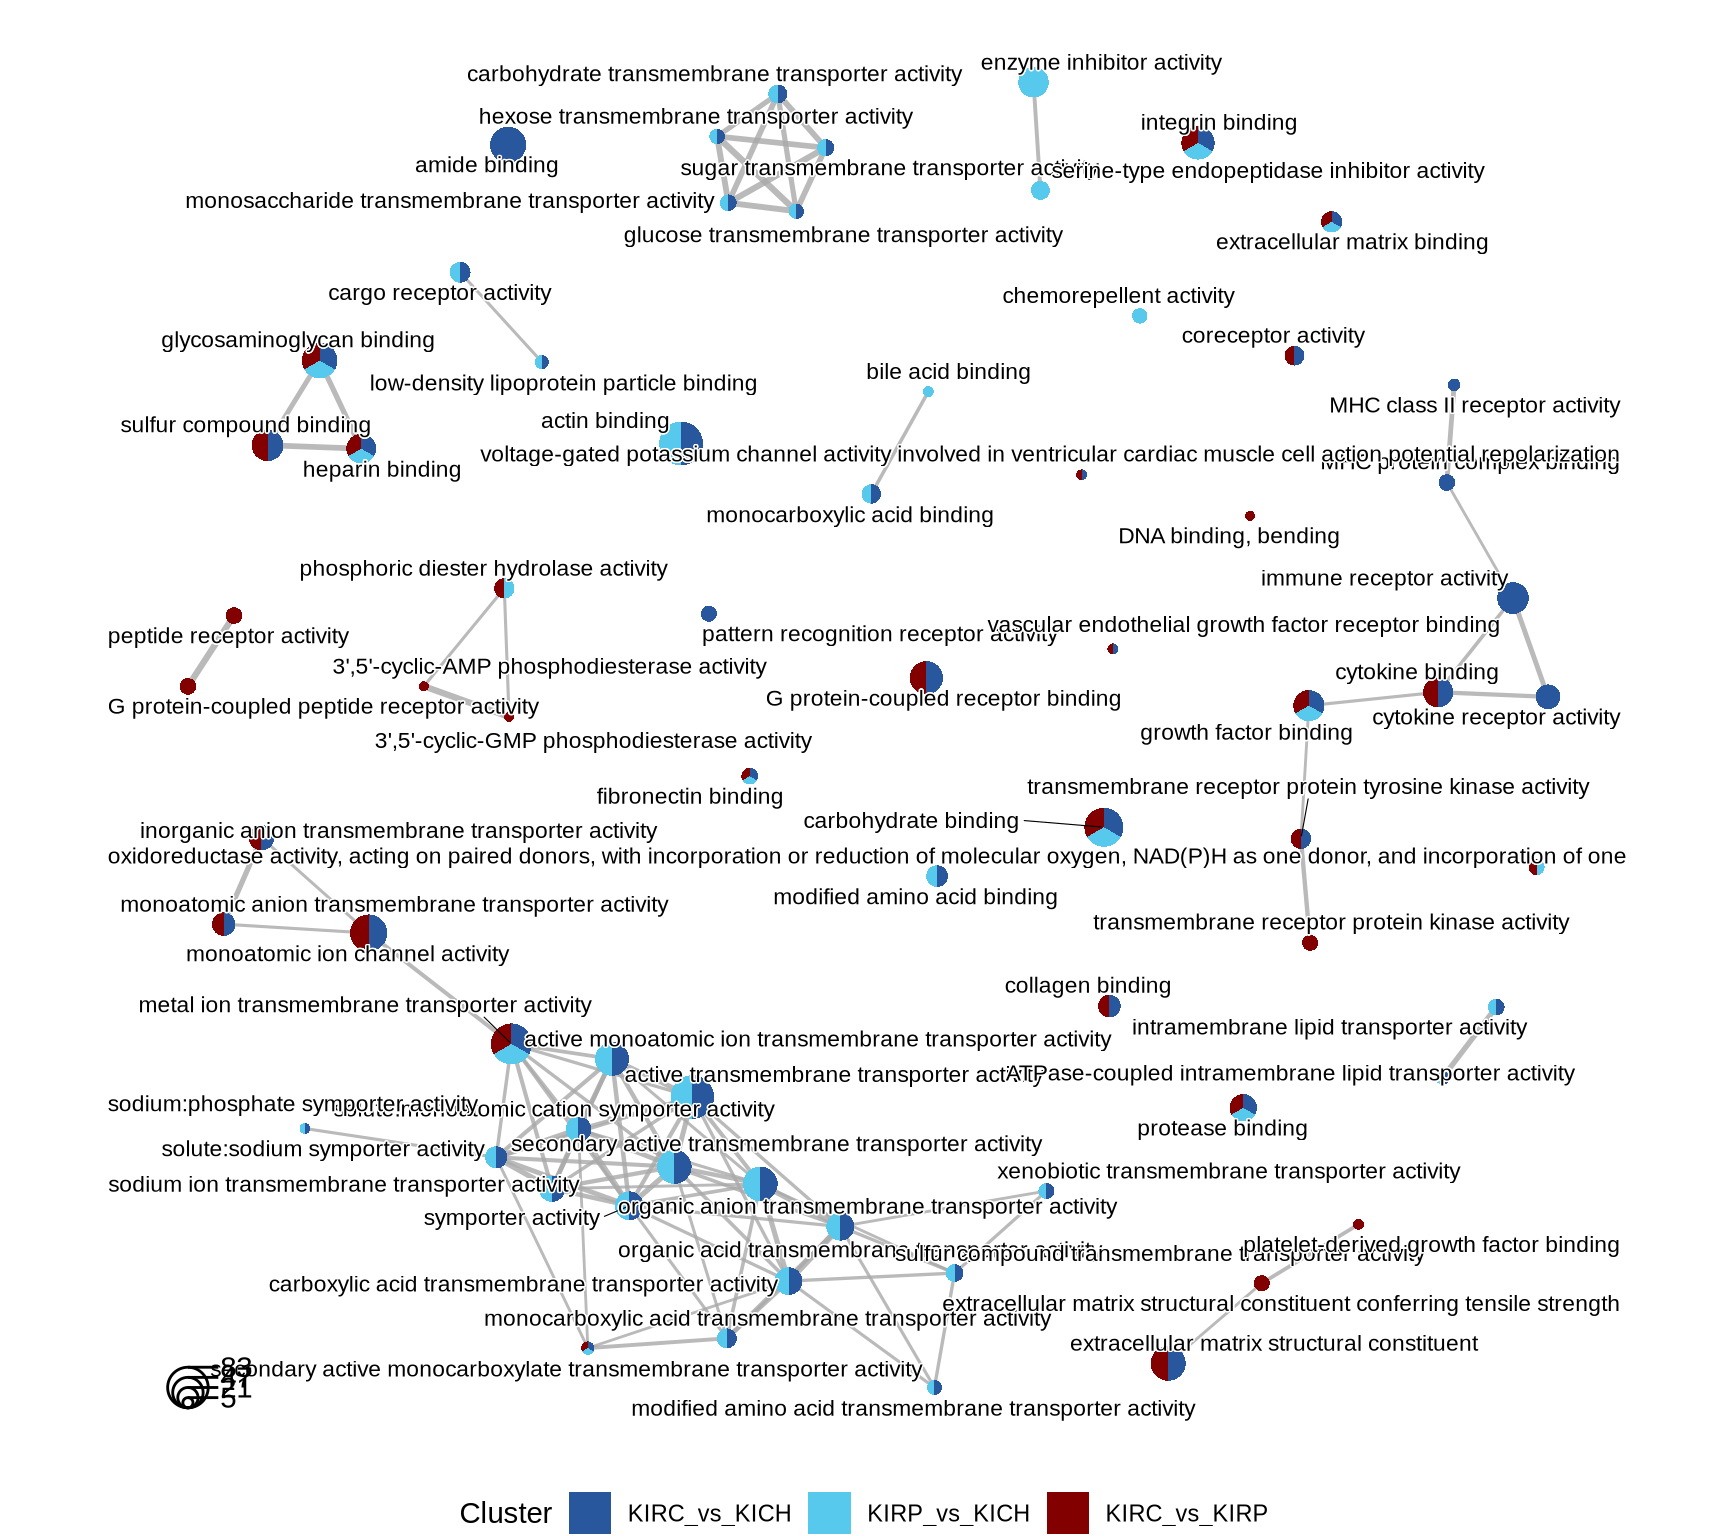 enzyme inhibitor activity
carbohydrate transmembrane transporter activity
hexose transmembrane transporter activity
integrin binding
amide binding
sugar transmembrane transporter activity
serine-type endopeptidase inhibitor activity
monosaccharide transmembrane transporter activity
glucose transmembrane transporter activity
extracellular matrix binding
cargo receptor activity
chemorepellent activity
glycosaminoglycan binding
coreceptor activity
bile acid binding
low-density lipoprotein particle binding
MHC class II receptor activity
sulfur compound binding
actin binding
voltage-gated potassium channel activity involved in ventricular cardiac muscle cell action potential repolarization
MHC protein complex binding
heparin binding
monocarboxylic acid binding
DNA binding, bending
phosphoric diester hydrolase activity
immune receptor activity
peptide receptor activity
pattern recognition receptor activity
vascular endothelial growth factor receptor binding
3',5'-cyclic-AMP phosphodiesterase activity
cytokine binding
G protein-coupled peptide receptor activity
G protein-coupled receptor binding
cytokine receptor activity
3',5'-cyclic-GMP phosphodiesterase activity
growth factor binding
fibronectin binding
transmembrane receptor protein tyrosine kinase activity
inorganic anion transmembrane transporter activity
carbohydrate binding
oxidoreductase activity, acting on paired donors, with incorporation or reduction of molecular oxygen, NAD(P)H as one donor, and incorporation of one
modified amino acid binding
monoatomic anion transmembrane transporter activity
transmembrane receptor protein kinase activity
monoatomic ion channel activity
collagen binding
metal ion transmembrane transporter activity
intramembrane lipid transporter activity
active monoatomic ion transmembrane transporter activity
active transmembrane transporter activity
ATPase-coupled intramembrane lipid transporter activity
sodium:phosphate symporter activity
cation symporter activity
protease binding
solute:sodium symporter activity
secondary active transmembrane transporter activity
xenobiotic transmembrane transporter activity
sodium ion transmembrane transporter activity
organic anion transmembrane transporter activity
symporter activity
organic acid transmembrane transporter activity
sulfur compound transmembrane transporter activity
platelet-derived growth factor binding
carboxylic acid transmembrane transporter activity
extracellular matrix structural constituent conferring tensile strength
monocarboxylic acid transmembrane transporter activity
extracellular matrix structural constituent
secondary active monocarboxylate transmembrane transporter activity
83
21
5
modified amino acid transmembrane transporter activity
Cluster KIRC_vs_KICH KIRP_vs_KICH KIRC_vs_KIRP